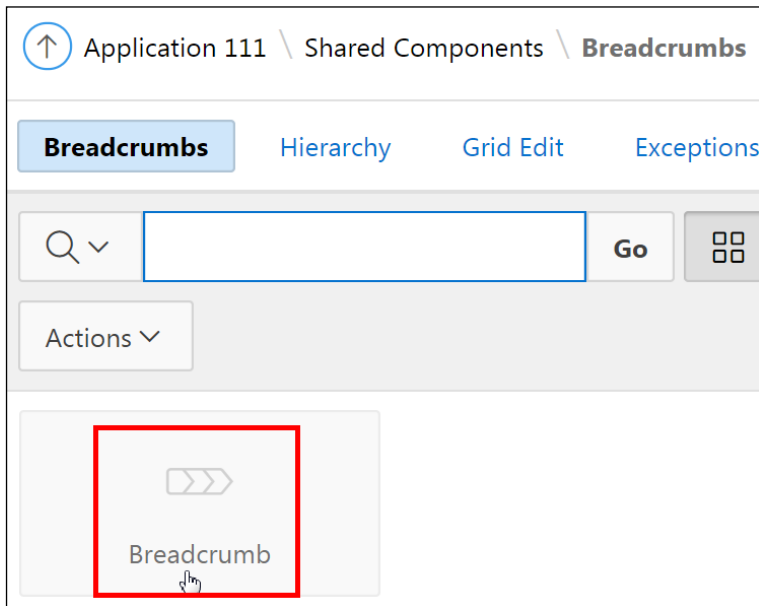 Application 111 \ Shared Components \ Breadcrumbs
Breadcrumbs Hierarchy Grid Edit Exceptions
Go
Actions
Breadcrumb